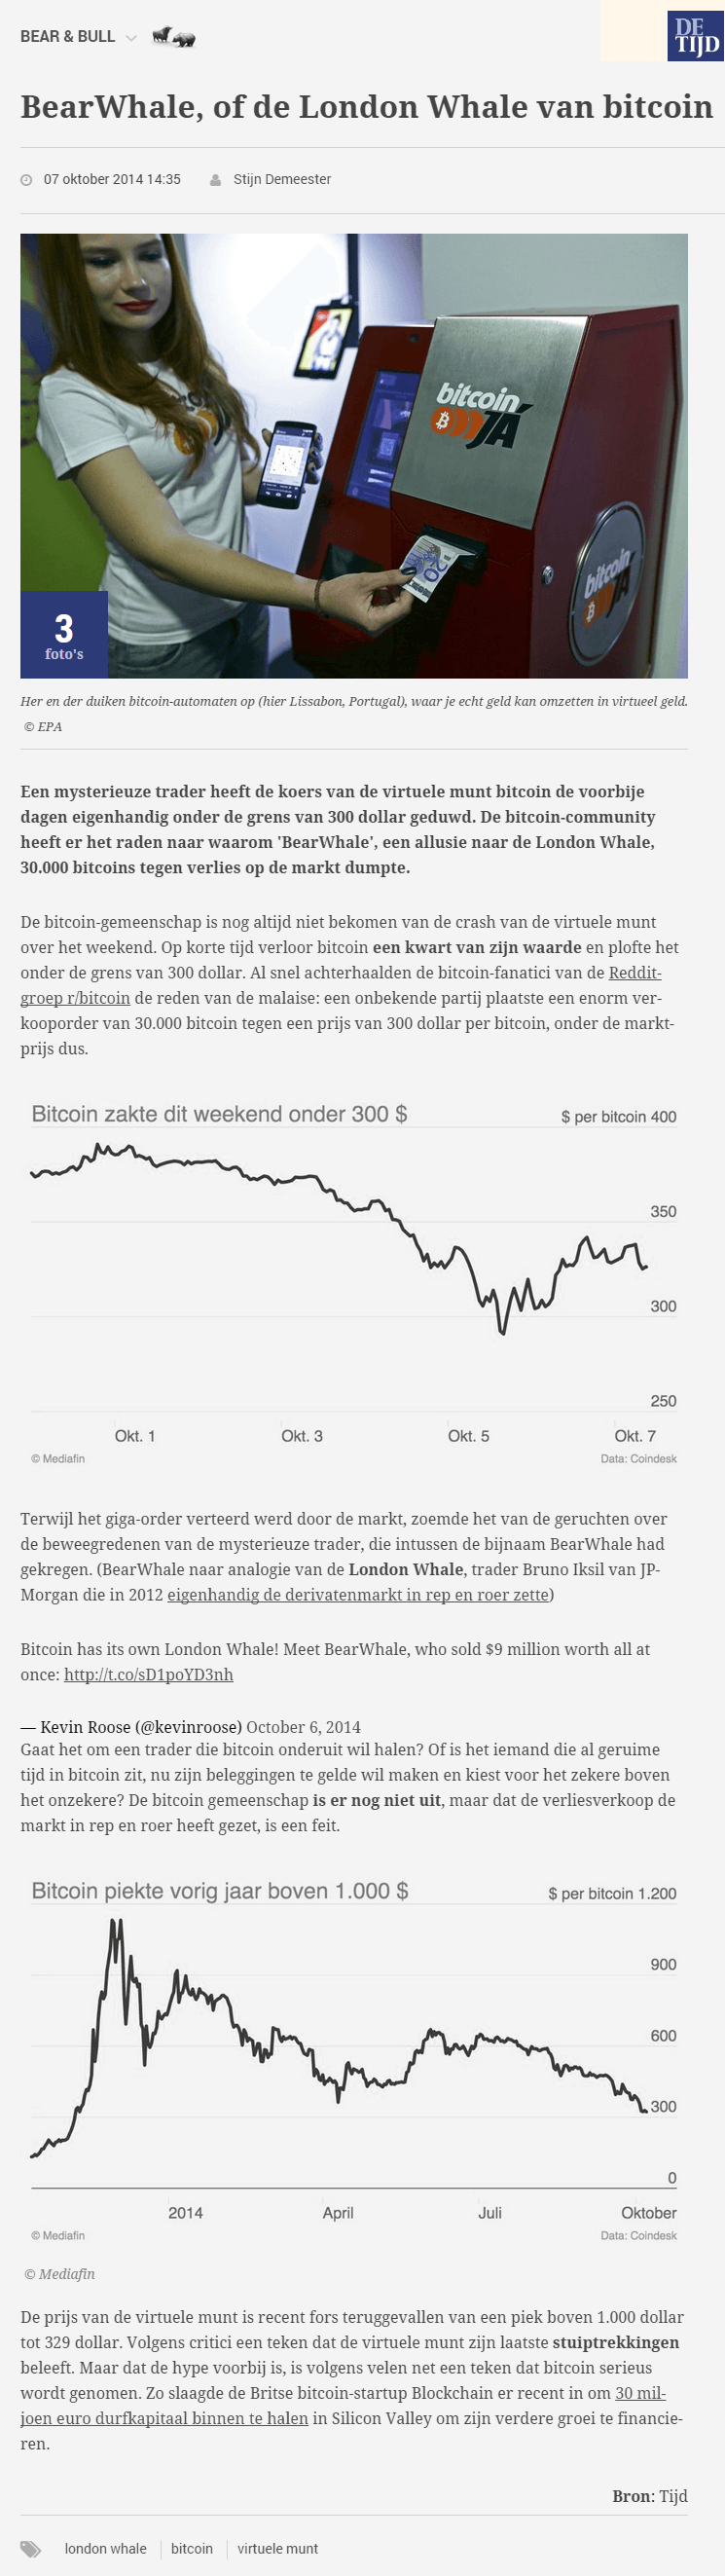 BEAR & BULL
DE TIJD
BearWhale, of de London Whale van bitcoin
07 oktober 2014 14:35 Stijn Demeester
bitcoin
JÁ
20
bitcoin
JÁ
3
foto's
Her en der duiken bitcoin-automaten op (hier Lissabon, Portugal), waar je echt geld kan omzetten in virtueel geld.
© EPA
Een mysterieuze trader heeft de koers van de virtuele munt bitcoin de voorbije
dagen eigenhandig onder de grens van 300 dollar geduwd. De bitcoin-community
heeft er het raden naar waarom 'BearWhale', een allusie naar de London Whale,
30.000 bitcoins tegen verlies op de markt dumpte.
De bitcoin-gemeenschap is nog altijd niet bekomen van de crash van de virtuele munt
over het weekend. Op korte tijd verloor bitcoin een kwart van zijn waarde en plofte het
onder de grens van 300 dollar. Al snel achterhaalden de bitcoin-fanatici van de Reddit-
groep r/bitcoin de reden van de malaise: een onbekende partij plaatste een enorm ver-
kooporder van 30.000 bitcoin tegen een prijs van 300 dollar per bitcoin, onder de markt-
prijs dus.
Bitcoin zakte dit weekend onder 300 $
$ per bitcoin 400
350
300
250
Okt. 1 Okt. 3 Okt. 5 Okt. 7
© Mediafin Data: Coindesk
Terwijl het giga-order verteerd werd door de markt, zoemde het van de geruchten over
de beweegredenen van de mysterieuze trader, die intussen de bijnaam BearWhale had
gekregen. (BearWhale naar analogie van de London Whale, trader Bruno Iksil van JP-
Morgan die in 2012 eigenhandig de derivatenmarkt in rep en roer zette)
Bitcoin has its own London Whale! Meet BearWhale, who sold $9 million worth all at
once: http://t.co/sD1poYD3nh
— Kevin Roose (@kevinroose) October 6, 2014
Gaat het om een trader die bitcoin onderuit wil halen? Of is het iemand die al geruime
tijd in bitcoin zit, nu zijn beleggingen te gelde wil maken en kiest voor het zekere boven
het onzekere? De bitcoin gemeenschap is er nog niet uit, maar dat de verliesverkoop de
markt in rep en roer heeft gezet, is een feit.
Bitcoin piekte vorig jaar boven 1.000 $
$ per bitcoin 1.200
900
600
300
0
2014 April Juli Oktober
© Mediafin Data: Coindesk
© Mediafin
De prijs van de virtuele munt is recent fors teruggevallen van een piek boven 1.000 dollar
tot 329 dollar. Volgens critici een teken dat de virtuele munt zijn laatste stuiptrekkingen
beleeft. Maar dat de hype voorbij is, is volgens velen net een teken dat bitcoin serieus
wordt genomen. Zo slaagde de Britse bitcoin-startup Blockchain er recent in om 30 mil-
joen euro durfkapitaal binnen te halen in Silicon Valley om zijn verdere groei te financie-
ren.
Bron: Tijd
london whale bitcoin virtuele munt